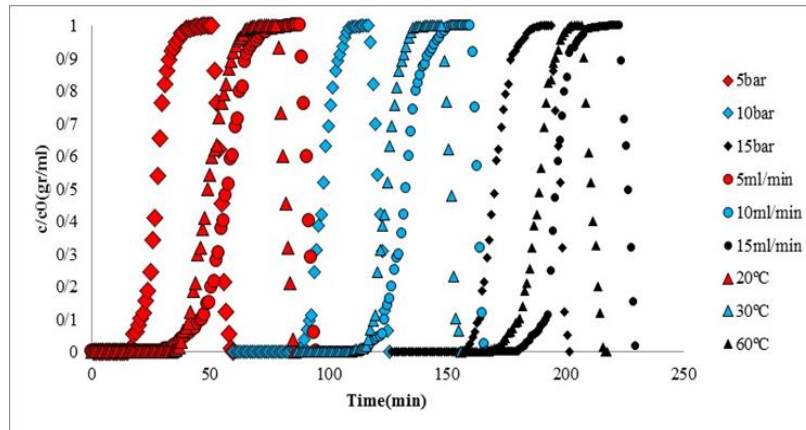 1
0/9
0/8
0/7
0/6
0/5
0/4
0/3
0/2
0/1
0
c/c0(gr/ml)
0 50 100 150 200 250
Time(min)
5bar
10bar
15bar
5ml/min
10ml/min
15ml/min
20℃
30℃
60℃